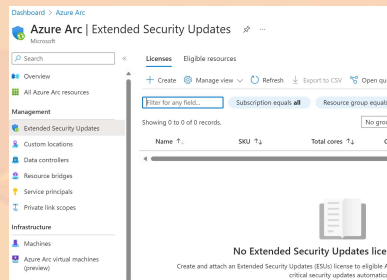 Dashboard > Azure Arc
Azure Arc | Extended Security Updates
Microsoft
Search
Overview
All Azure Arc resources
Management
Extended Security Updates
Custom locations
Data controllers
Resource bridges
Service principals
Private link scopes
Infrastructure
Machines
Azure Arc virtual machines
(preview)
Licenses Eligible resources
Create Manage view Refresh Export to CSV Open qu
Filter for any field... Subscription equals all Resource group equals
Showing 0 to 0 of 0 records. No gro
Name SKU Total cores
No Extended Security Updates lice
Create and attach an Extended Security Updates (ESUs) license to eligible A
critical security updates automatica